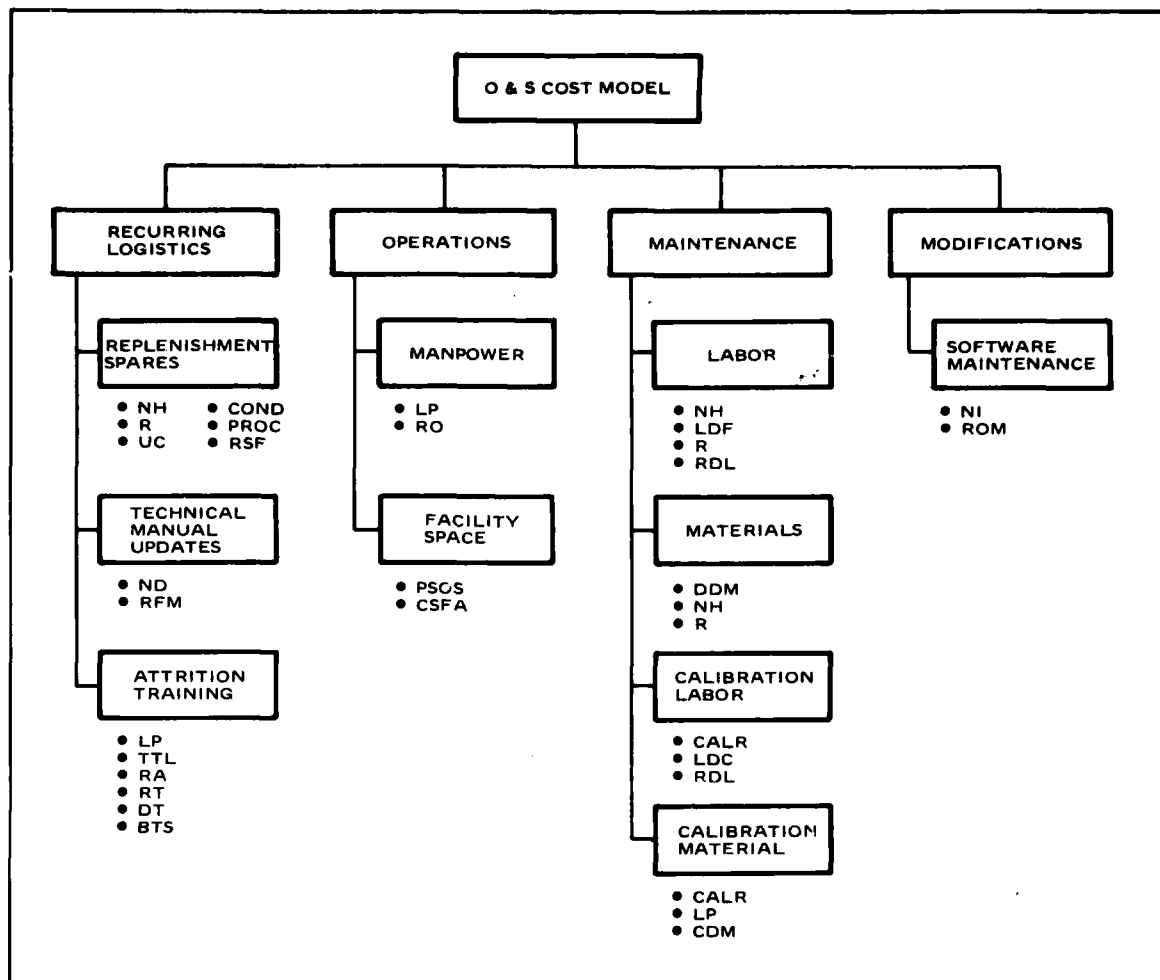 O & S COST MODEL
RECURRING
LOGISTICS
OPERATIONS
MAINTENANCE
MODIFICATIONS
REPLENISHMENT
SPARES
• NH
• R
• UC
• COND
• PROC
• RSF
TECHNICAL
MANUAL
UPDATES
• ND
• RFM
ATTRITION
TRAINING
• LP
• TTL
• RA
• RT
• DT
• BTS
MANPOWER
• LP
• RO
FACILITY
SPACE
• PSOS
• CSFA
LABOR
• NH
• LDF
• R
• RDL
MATERIALS
• DDM
• NH
• R
CALIBRATION
LABOR
• CALR
• LDC
• RDL
CALIBRATION
MATERIAL
• CALR
• LP
• CDM
SOFTWARE
MAINTENANCE
• NI
• ROM